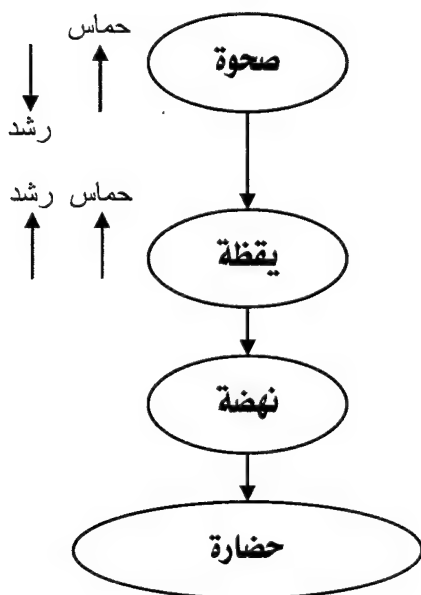 حماس
صحوة
رشد
حماس رشد
يقظة
نهضة
حضارة